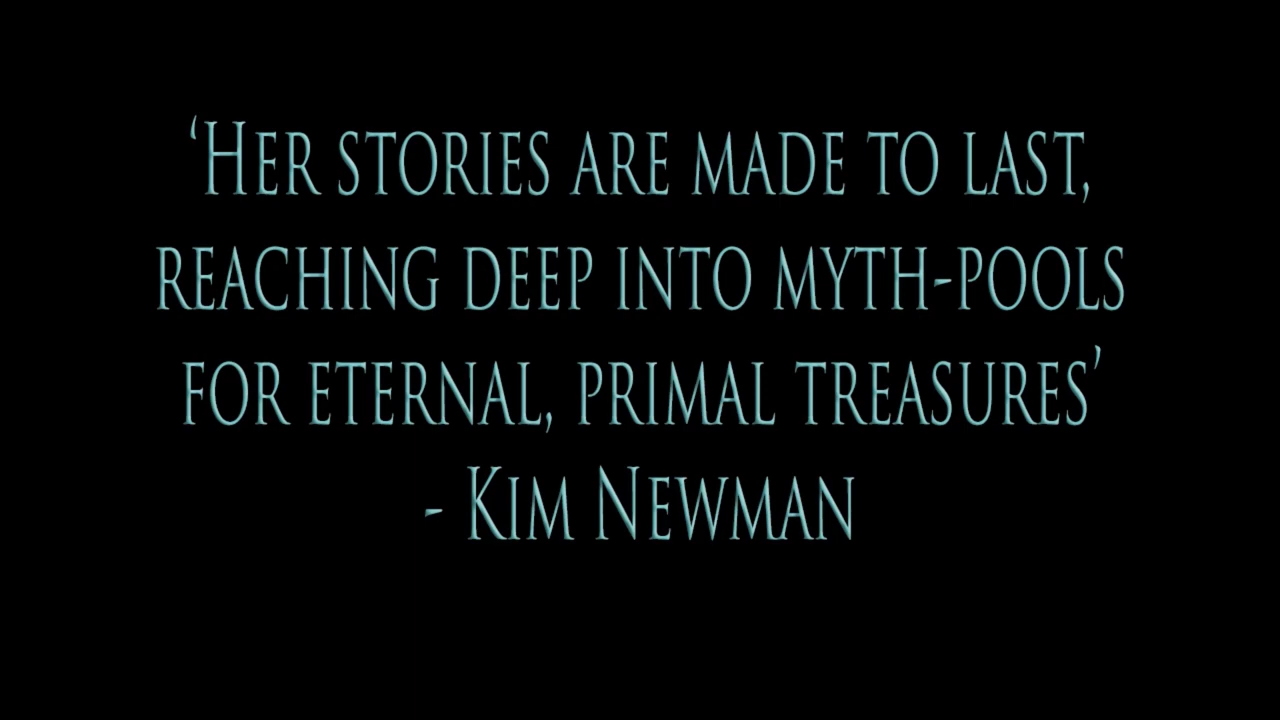 ‘Her stories are made to last,
reaching deep into myth-pools
for eternal, primal treasures’
- Kim Newman